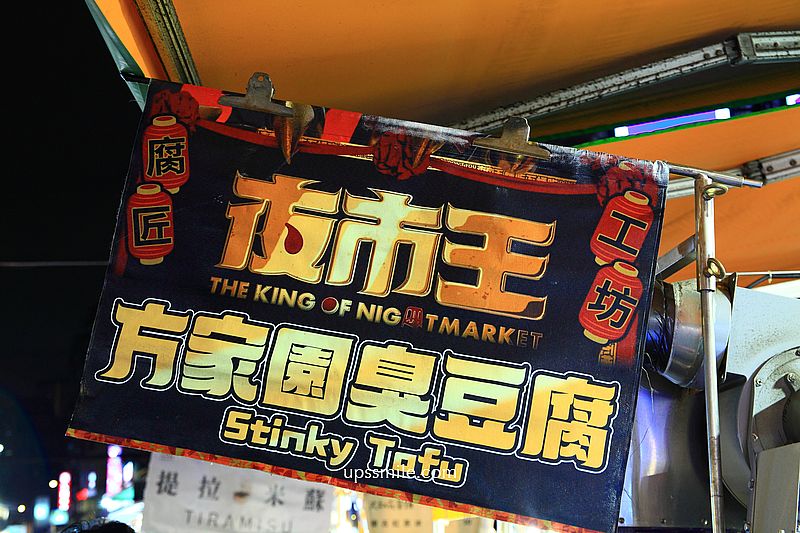 腐匠
工坊
夜市王
THE KING OF NIGHTMARKET
方家園臭豆腐
Stinky Tofu
upssmile.com
提拉米蘇
TIRAMISU